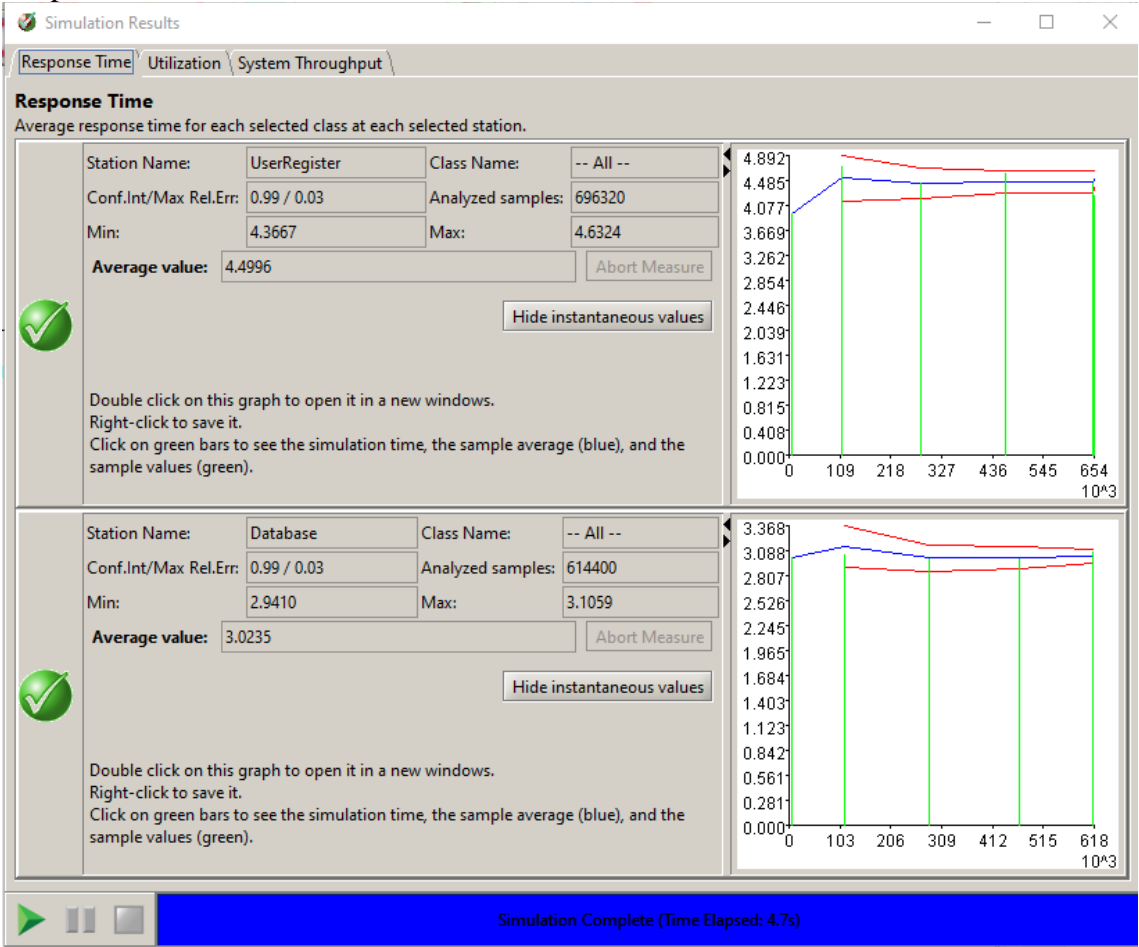 Simulation Results
Response Time Utilization System Throughput
Response Time
Average response time for each selected class at each selected station.
Station Name: UserRegister Class Name: -- All --
Conf.Int/Max Rel.Err: 0.99 / 0.03 Analyzed samples: 696320
Min: 4.3667 Max: 4.6324
Average value: 4.4996 Abort Measure
Hide instantaneous values
Double click on this graph to open it in a new windows.
Right-click to save it.
Click on green bars to see the simulation time, the sample average (blue), and the
sample values (green).
4.892
4.485
4.077
3.669
3.262
2.854
2.446
2.039
1.631
1.223
0.815
0.408
0.000
0 109 218 327 436 545 654
10^3
Station Name: Database Class Name: -- All --
Conf.Int/Max Rel.Err: 0.99 / 0.03 Analyzed samples: 614400
Min: 2.9410 Max: 3.1059
Average value: 3.0235 Abort Measure
Hide instantaneous values
Double click on this graph to open it in a new windows.
Right-click to save it.
Click on green bars to see the simulation time, the sample average (blue), and the
sample values (green).
3.368
3.088
2.807
2.526
2.245
1.965
1.684
1.403
1.123
0.842
0.561
0.281
0.000
0 103 206 309 412 515 618
10^3
Simulation Complete (Time Elapsed: 4.7s)